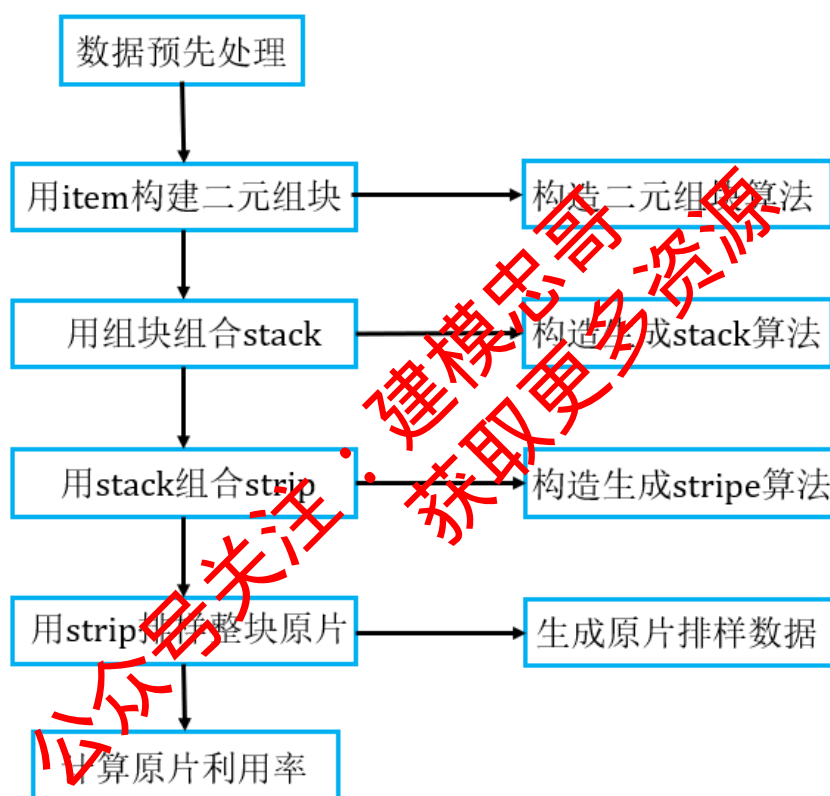 数据预先处理
用item构建二元组块
构造二元组块算法
用组块组合stack
构造生成stack算法
用stack组合strip
构造生成stripe算法
用strip排样整块原片
生成原片排样数据
计算原片利用率
公众号关注：建模忠哥
获取更多资源